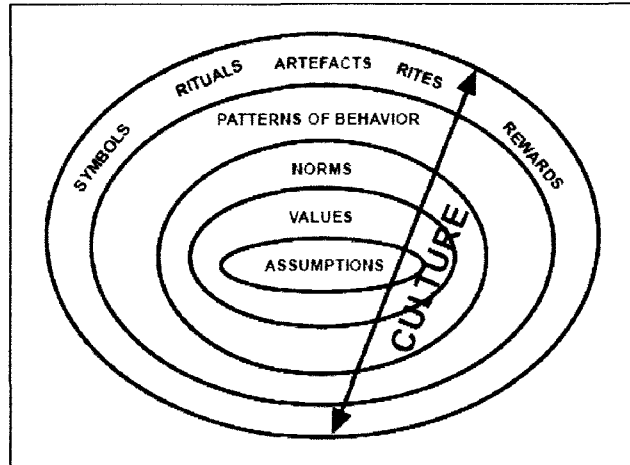 SYMBOLS
RITUALS
ARTEFACTS
RITES
REWARDS
PATTERNS OF BEHAVIOR
NORMS
VALUES
ASSUMPTIONS
CULTURE